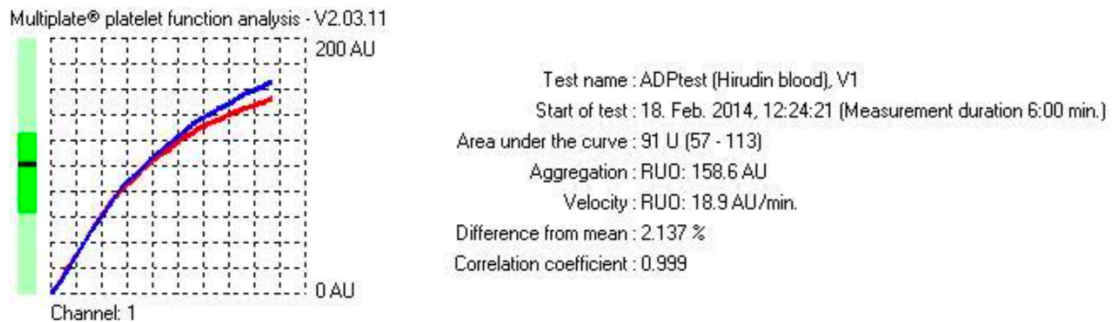 Multiplate® platelet function analysis - V2.03.11
200 AU
0 AU
Channel: 1
Test name : ADPtest (Hirudin blood), V1
Start of test : 18. Feb. 2014, 12:24:21 (Measurement duration 6:00 min.)
Area under the curve : 91 U (57 - 113)
Aggregation : RUO: 158.6 AU
Velocity : RUO: 18.9 AU/min.
Difference from mean : 2.137 %
Correlation coefficient : 0.999